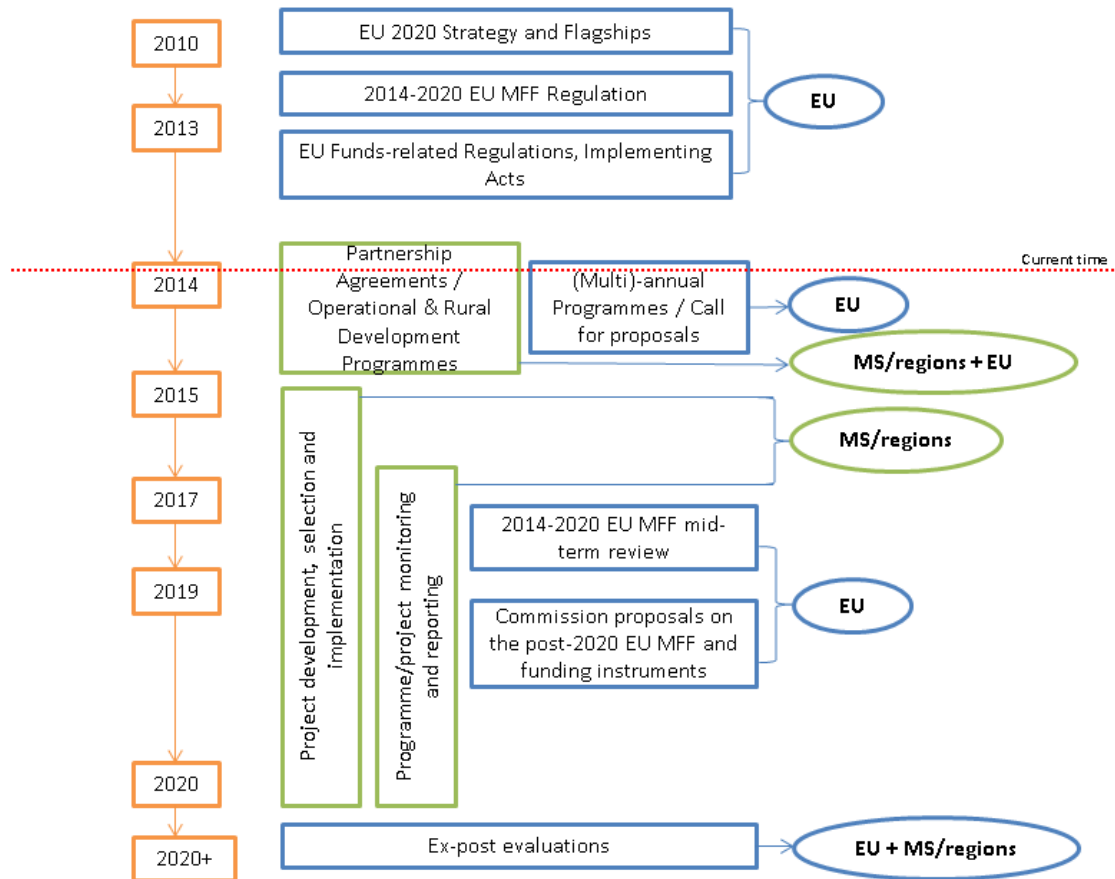 2010
EU 2020 Strategy and Flagships
2014-2020 EU MFF Regulation
EU
2013
EU Funds-related Regulations, Implementing
Acts
Current time
2014
Partnership
Agreements /
Operational & Rural
Development
Programmes
(Multi)-annual
Programmes / Call
for proposals
EU
MS/regions + EU
2015
MS/regions
Project development, selection and
implementation
Programme/project monitoring
and reporting
2017
2014-2020 EU MFF mid-
term review
2019
EU
Commission proposals on
the post-2020 EU MFF and
funding instruments
2020
2020+
Ex-post evaluations
EU + MS/regions